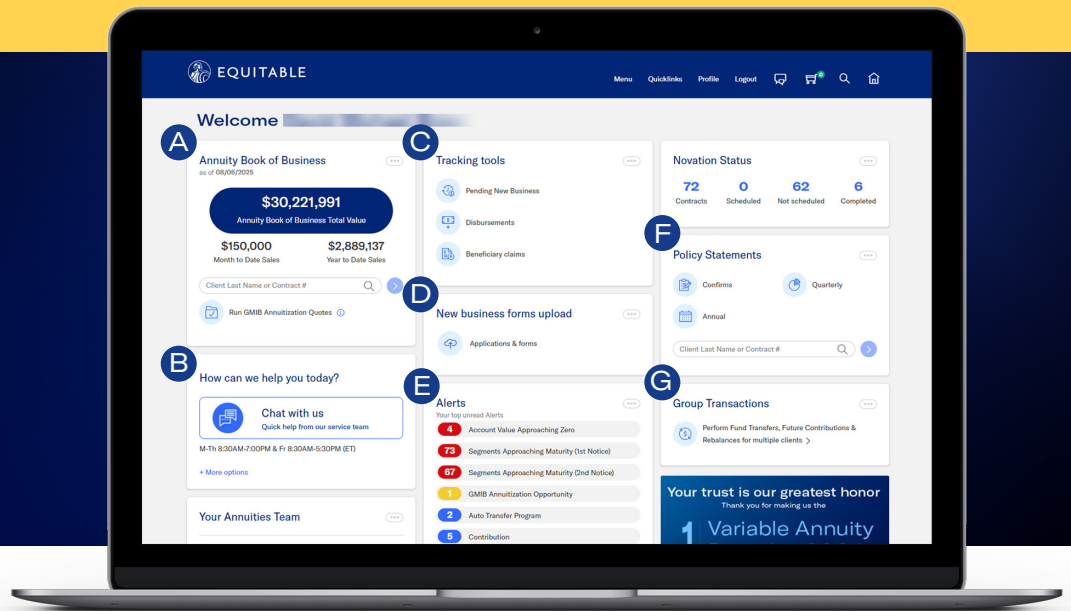 EQUITABLE
Menu Quicklinks Profile Logout 0
Welcome
A
Annuity Book of Business
as of 08/06/2025
$30,221,991
Annuity Book of Business Total Value
$150,000 $2,889,137
Month to Date Sales Year to Date Sales
Client Last Name or Contract #
Run GMIB Annuitization Quotes
B
How can we help you today?
Chat with us
Quick help from our service team
M-Th 8:30AM-7:00PM & Fr 8:30AM-5:30PM (ET)
+ More options
Your Annuities Team
C
Tracking tools
Pending New Business
Disbursements
Beneficiary claims
D
New business forms upload
Applications & forms
E
Alerts
Your top unread Alerts
4 Account Value Approaching Zero
73 Segments Approaching Maturity (1st Notice)
67 Segments Approaching Maturity (2nd Notice)
1 GMIB Annuitization Opportunity
2 Auto Transfer Program
5 Contribution
Novation Status
72 0 62 6
Contracts Scheduled Not scheduled Completed
F
Policy Statements
Confirms Quarterly
Annual
Client Last Name or Contract #
G
Group Transactions
Perform Fund Transfers, Future Contributions &
Rebalances for multiple clients >
Your trust is our greatest honor
Thank you for making us the
1 Variable Annuity